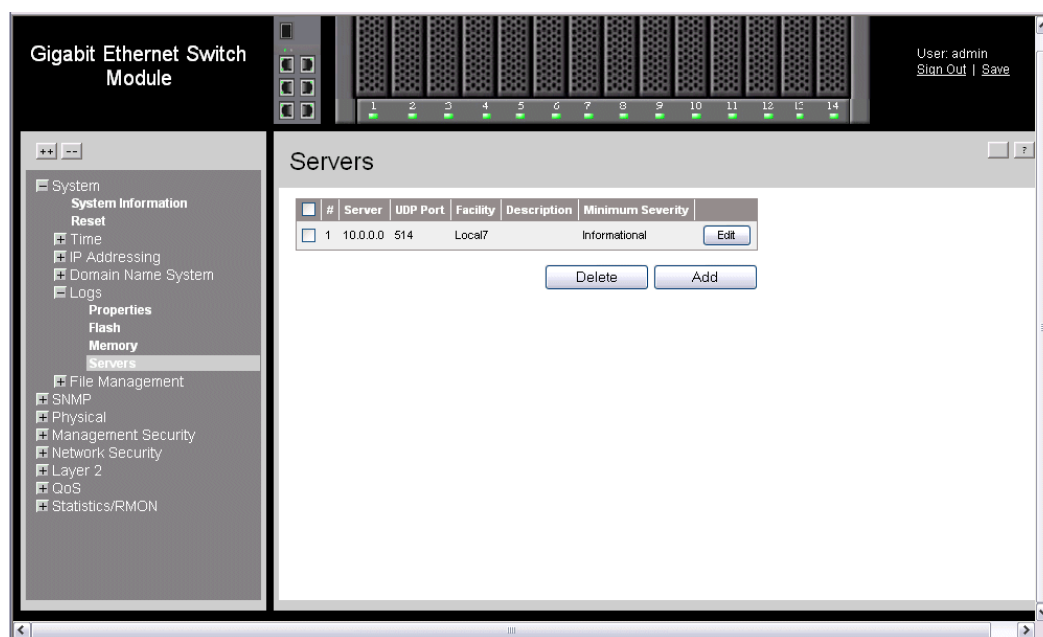 Gigabit Ethernet Switch
Module
1 2 3 4 5 6 7 8 9 10 11 12 13 14
User: admin
Sign Out | Save
++ --
Servers
?
System
System Information
Reset
Time
IP Addressing
Domain Name System
Logs
Properties
Flash
Memory
Servers
File Management
SNMP
Physical
Management Security
Network Security
Layer 2
QoS
Statistics/RMON
# Server UDP Port Facility Description Minimum Severity
1 10.0.0.0 514 Local7 Informational Edit
Delete Add